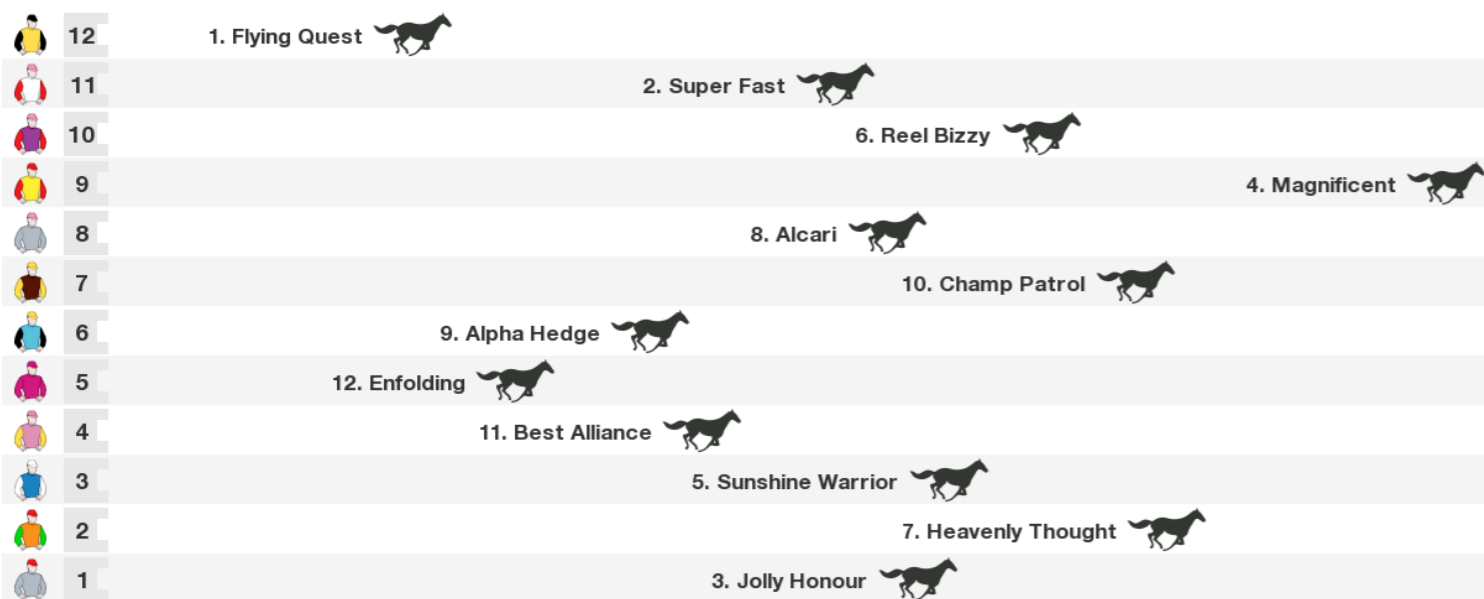 12 1. Flying Quest
11 2. Super Fast
10 6. Reel Bizzy
9 4. Magnificent
8 8. Alcari
7 10. Champ Patrol
6 9. Alpha Hedge
5 12. Enfolding
4 11. Best Alliance
3 5. Sunshine Warrior
2 7. Heavenly Thought
1 3. Jolly Honour